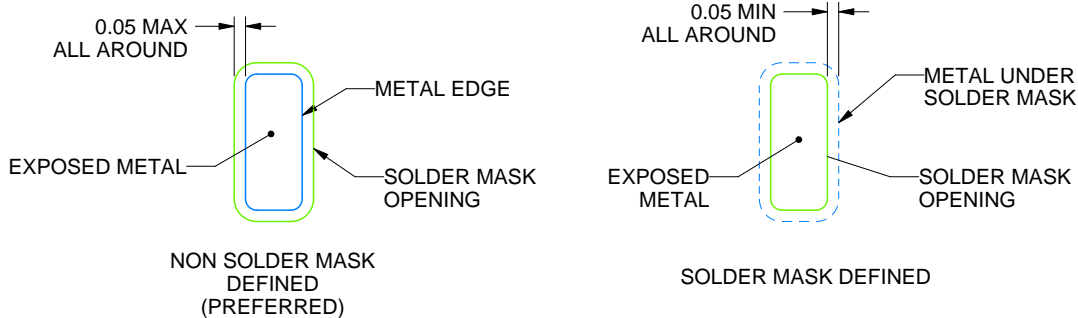 0.05 MAX
ALL AROUND
METAL EDGE
EXPOSED METAL
SOLDER MASK
OPENING
NON SOLDER MASK
DEFINED
(PREFERRED)
0.05 MIN
ALL AROUND
METAL UNDER
SOLDER MASK
EXPOSED
METAL
SOLDER MASK
OPENING
SOLDER MASK DEFINED